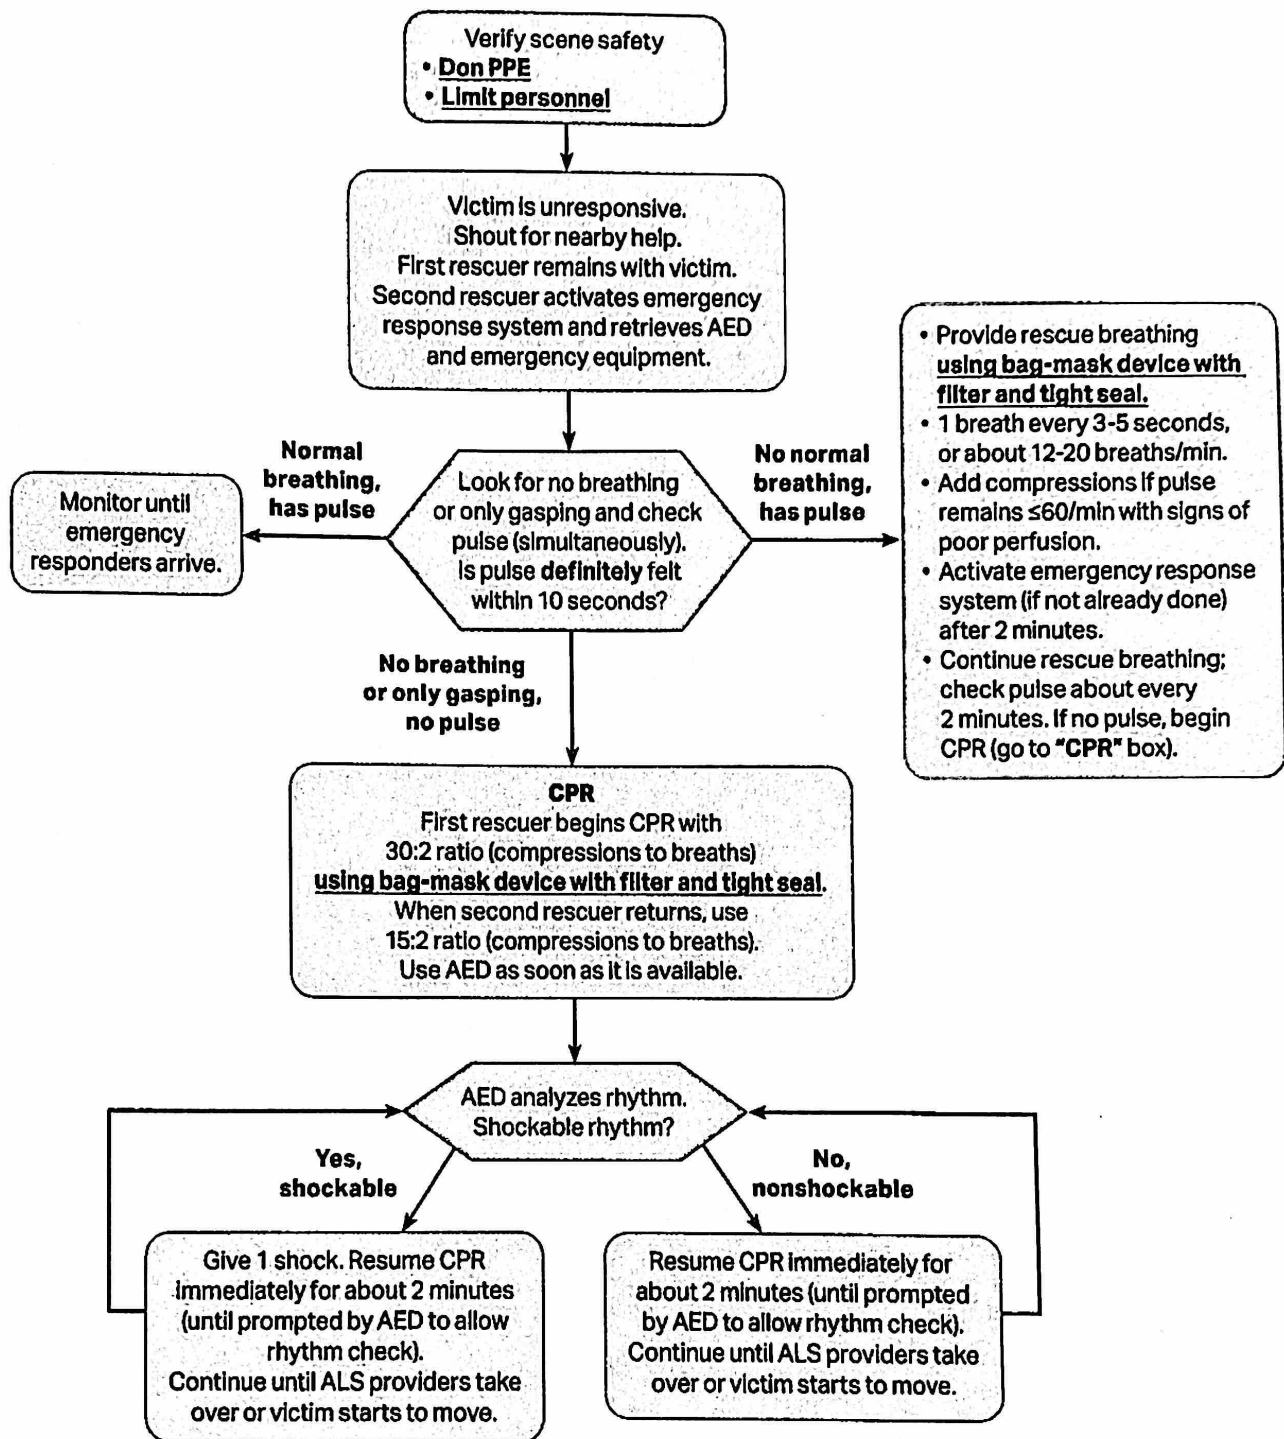 Verify scene safety
• Don PPE
• Limit personnel
Victim is unresponsive.
Shout for nearby help.
First rescuer remains with victim.
Second rescuer activates emergency
response system and retrieves AED
and emergency equipment.
Normal
breathing,
has pulse
Monitor until
emergency
responders arrive.
Look for no breathing
or only gasping and check
pulse (simultaneously).
Is pulse definitely felt
within 10 seconds?
No normal
breathing,
has pulse
• Provide rescue breathing
using bag-mask device with
filter and tight seal.
• 1 breath every 3-5 seconds,
or about 12-20 breaths/min.
• Add compressions if pulse
remains ≤60/min with signs of
poor perfusion.
• Activate emergency response
system (if not already done)
after 2 minutes.
• Continue rescue breathing;
check pulse about every
2 minutes. If no pulse, begin
CPR (go to "CPR" box).
No breathing
or only gasping,
no pulse
CPR
First rescuer begins CPR with
30:2 ratio (compressions to breaths)
using bag-mask device with filter and tight seal.
When second rescuer returns, use
15:2 ratio (compressions to breaths).
Use AED as soon as it is available.
AED analyzes rhythm.
Shockable rhythm?
Yes,
shockable
No,
nonshockable
Give 1 shock. Resume CPR
immediately for about 2 minutes
(until prompted by AED to allow
rhythm check).
Continue until ALS providers take
over or victim starts to move.
Resume CPR immediately for
about 2 minutes (until prompted
by AED to allow rhythm check).
Continue until ALS providers take
over or victim starts to move.